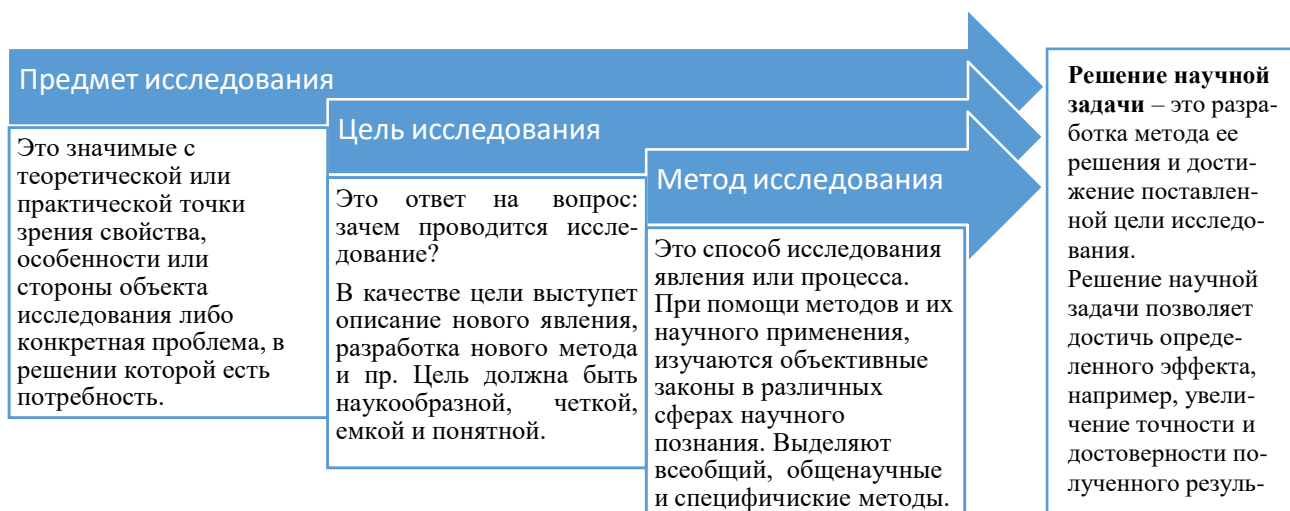 Предмет исследования
Это значимые с
теоретической или
практической точки
зрения свойства,
особенности или
стороны объекта
исследования либо
конкретная проблема, в
решении которой есть
потребность.
Цель исследования
Это ответ на вопрос:
зачем проводится иссле-
дование?
В качестве цели выступет
описание нового явления,
разработка нового метода
и пр. Цель должна быть
наукообразной, четкой,
емкой и понятной.
Метод исследования
Это способ исследования
явления или процесса.
При помощи методов и их
научного применения,
изучаются объективные
законы в различных
сферах научного
познания. Выделяют
всеобщий, общенаучные
и специфичиские методы.
Решение научной
задачи – это разра-
ботка метода ее
решения и дости-
жение поставлен-
ной цели исследо-
вания.
Решение научной
задачи позволяет
достичь опреде-
ленного эффекта,
например, увели-
чение точности и
достоверности по-
лученного резуль-